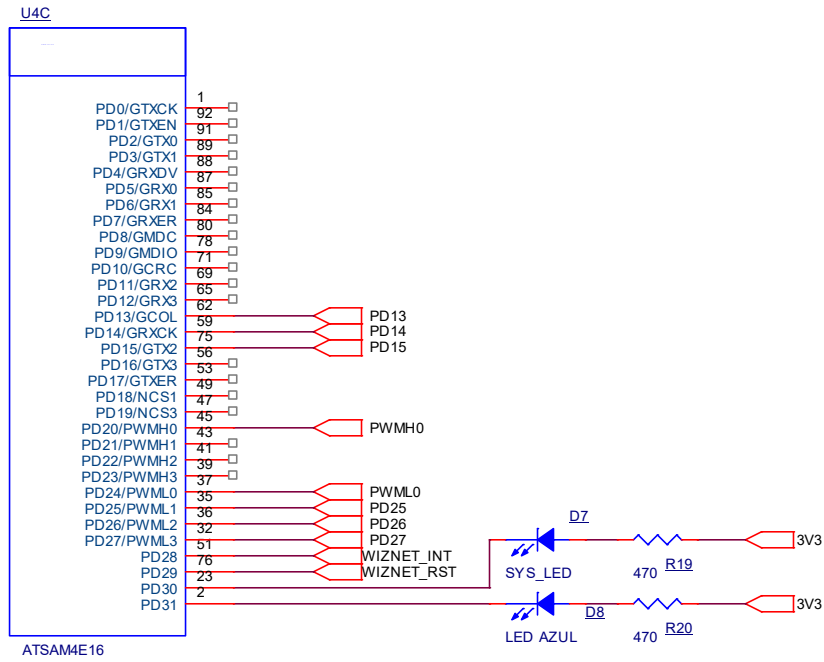 U4C
1
PD0/GTXCK
92
PD1/GTXEN
91
PD2/GTX0
89
PD3/GTX1
88
PD4/GRXDV
87
PD5/GRX0
85
PD6/GRX1
84
PD7/GRXER
80
PD8/GMDC
78
PD9/GMDIO
71
PD10/GCRC
69
PD11/GRX2
65
PD12/GRX3
62
PD13/GCOL PD13
59
PD14/GRXCK PD14
75
PD15/GTX2 PD15
56
PD16/GTX3
53
PD17/GTXER
49
PD18/NCS1
47
PD19/NCS3
45
PD20/PWMH0 PWMH0
43
PD21/PWMH1
41
PD22/PWMH2
39
PD23/PWMH3
37
PD24/PWML0 PWML0
35
PD25/PWML1 PD25
36
PD26/PWML2 PD26
32
PD27/PWML3 PD27
51
PD28 WIZNET_INT
76
PD29 WIZNET_RST
23
PD30
2
PD31
D7
3V3
SYS_LED 470 R19
3V3
D8
LED AZUL 470 R20
ATSAM4E16